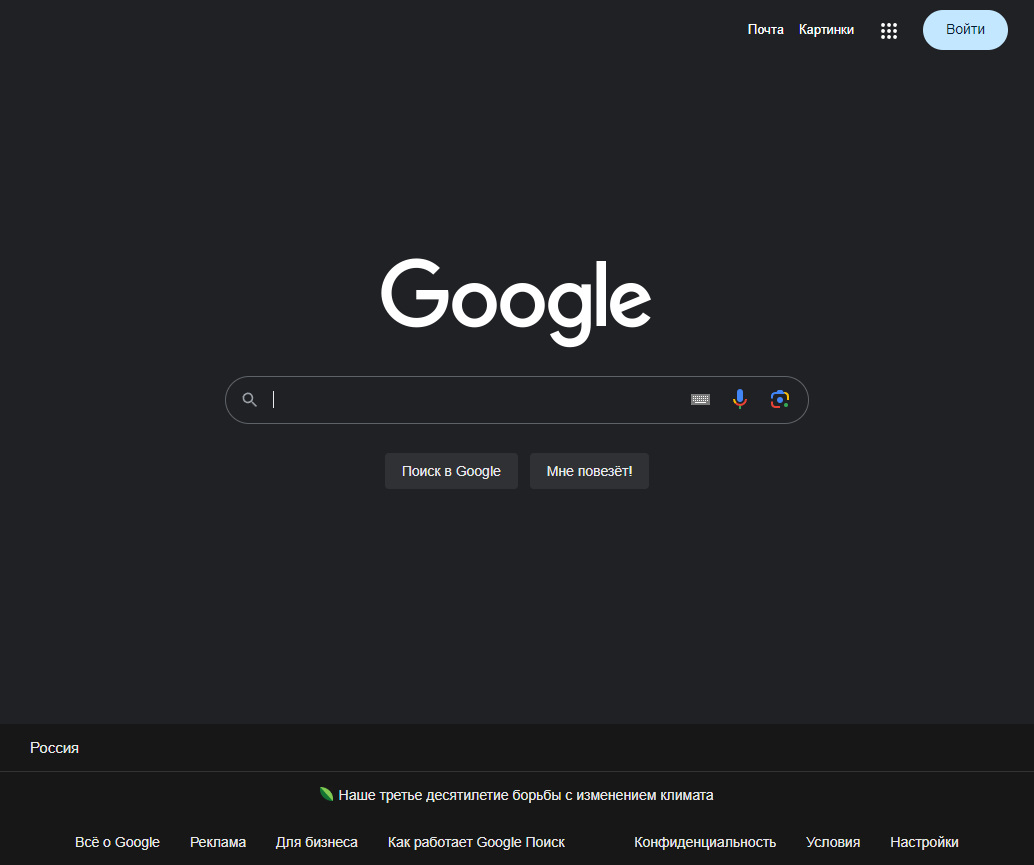 Почта Картинки Войти
Google
Поиск в Google Мне повезёт!
Россия
Наше третье десятилетие борьбы с изменением климата
Всё о Google Реклама Для бизнеса Как работает Google Поиск Конфиденциальность Условия Настройки